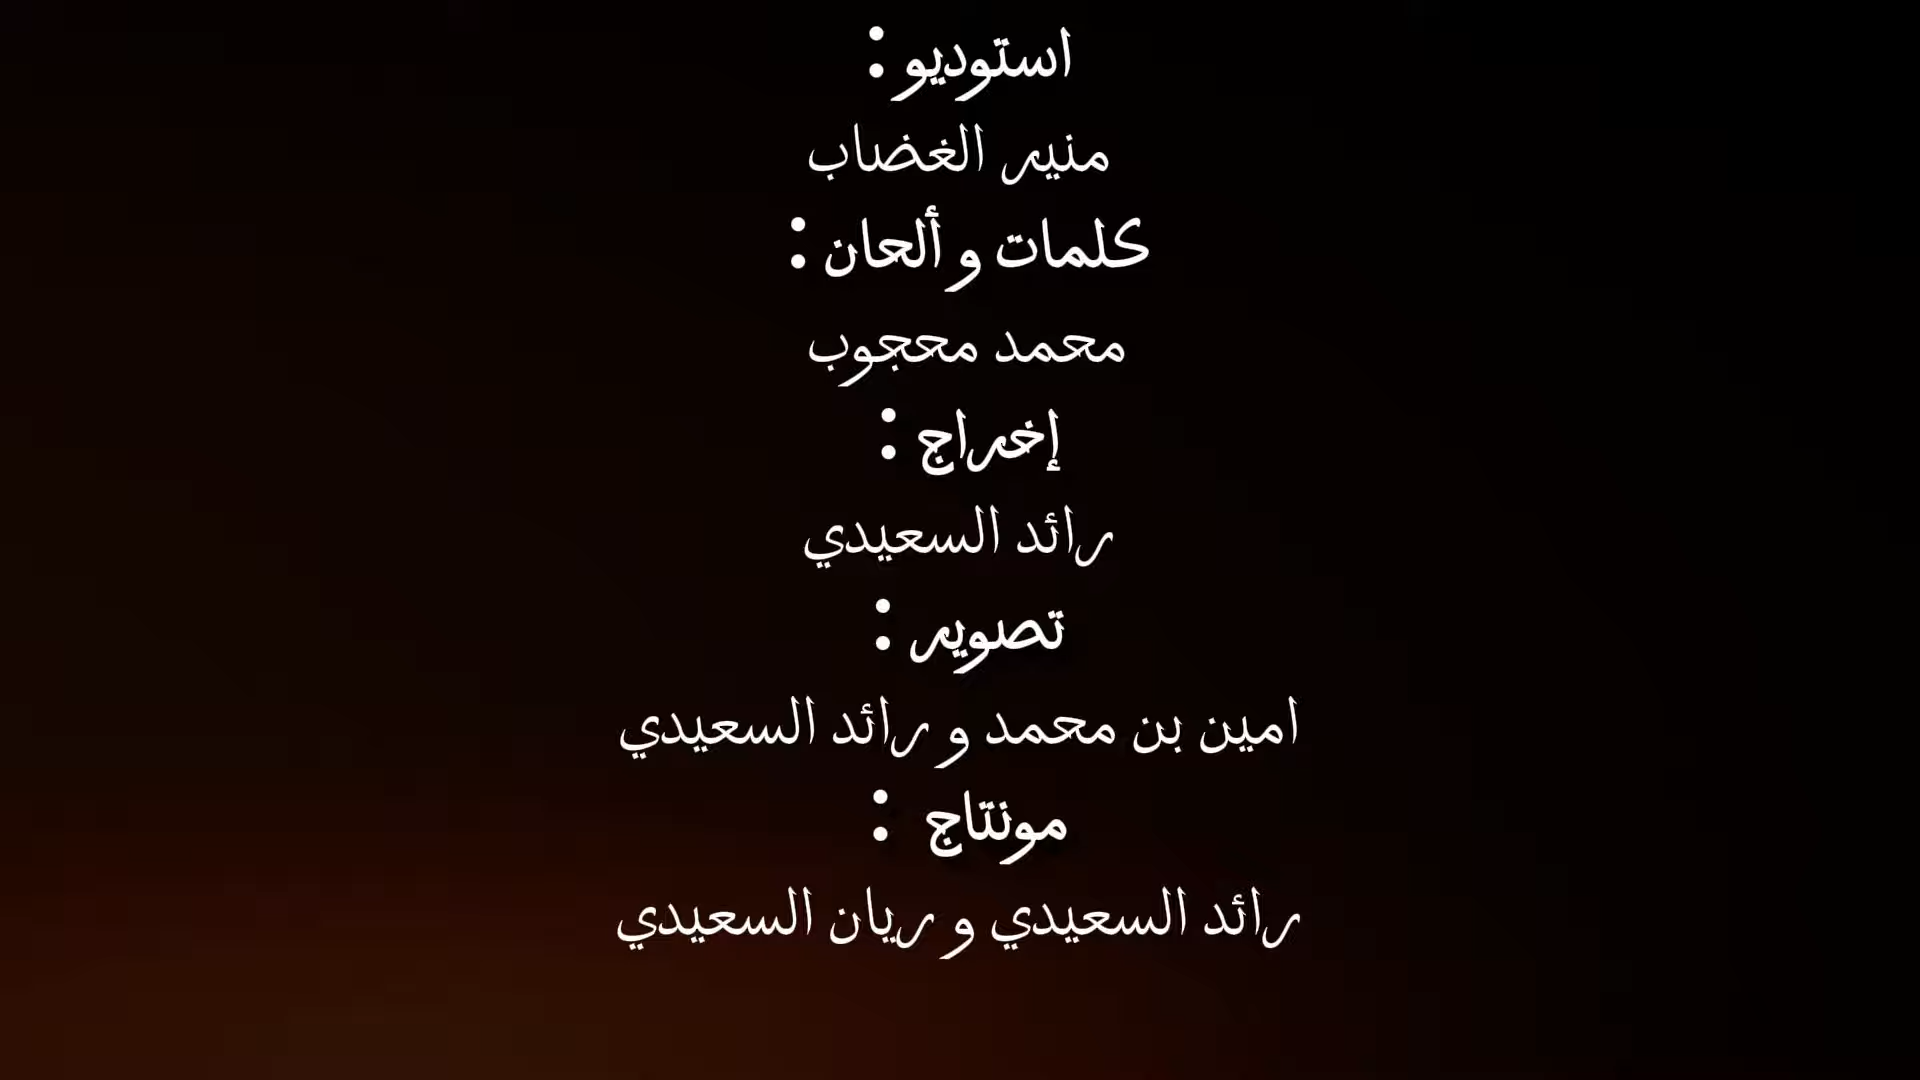 استوديو :
منير الغضاب
كلمات و ألحان :
محمد محجوب
إخراج :
رائد السعيدي
تصوير :
امين بن محمد و رائد السعيدي
مونتاج :
رائد السعيدي و ريان السعيدي